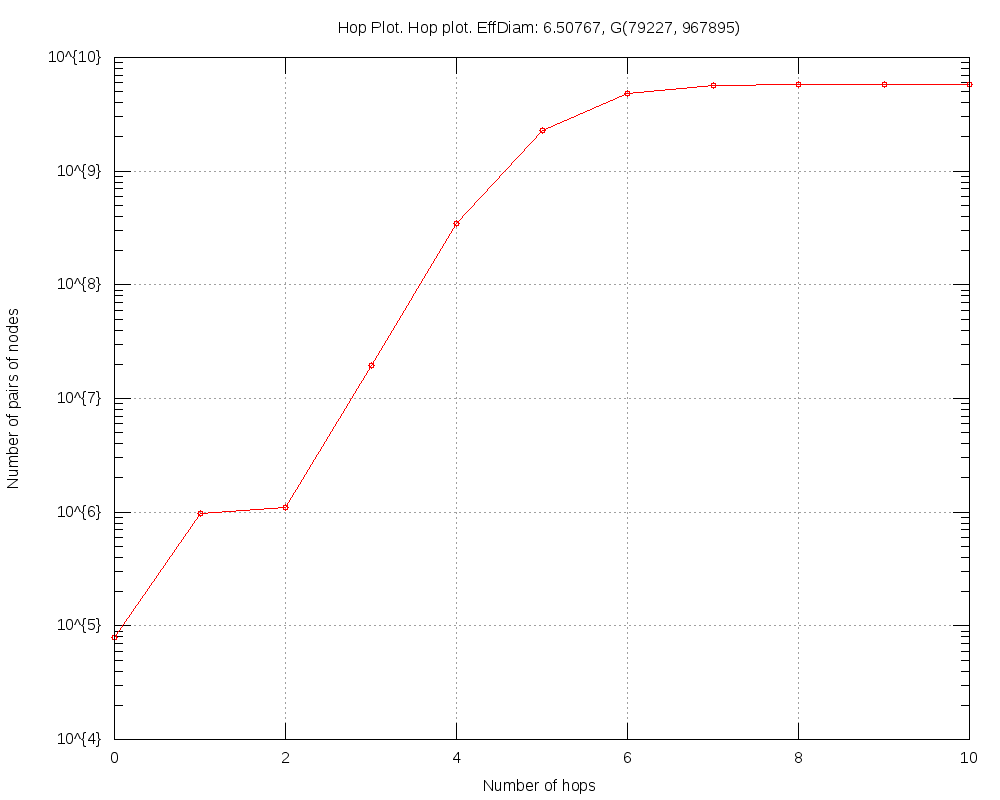 Hop Plot. Hop plot. EffDiam: 6.50767, G(79227, 967895)
10^{10}
10^{9}
10^{8}
10^{7}
10^{6}
10^{5}
10^{4}
Number of pairs of nodes
0 2 4 6 8 10
Number of hops